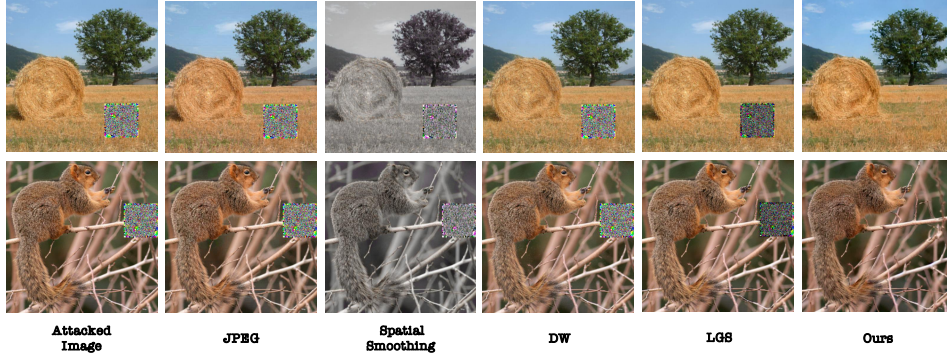 Attacked
Image
JPEG
Spatial
Smoothing
DW
LGS
Ours